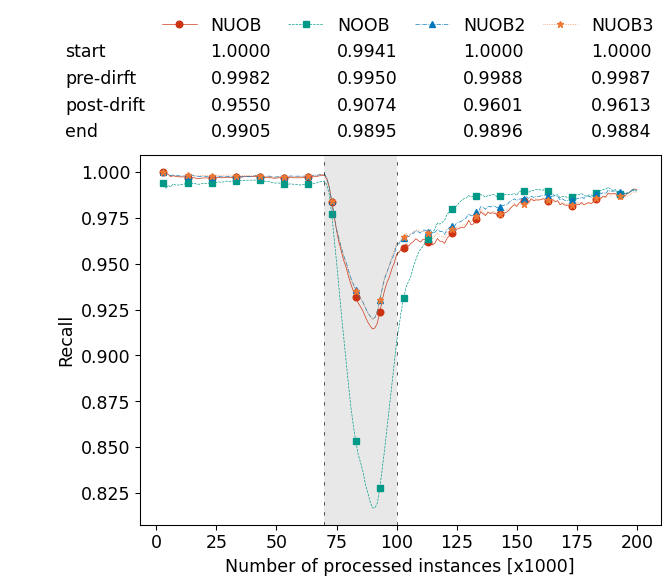 NUOB NOOB NUOB2 NUOB3
start 1.0000 0.9941 1.0000 1.0000
pre-dirft 0.9982 0.9950 0.9988 0.9987
post-drift 0.9550 0.9074 0.9601 0.9613
end 0.9905 0.9895 0.9896 0.9884
1.000
0.975
0.950
0.925
0.900
0.875
0.850
0.825
Recall
0 25 50 75 100 125 150 175 200
Number of processed instances [x1000]